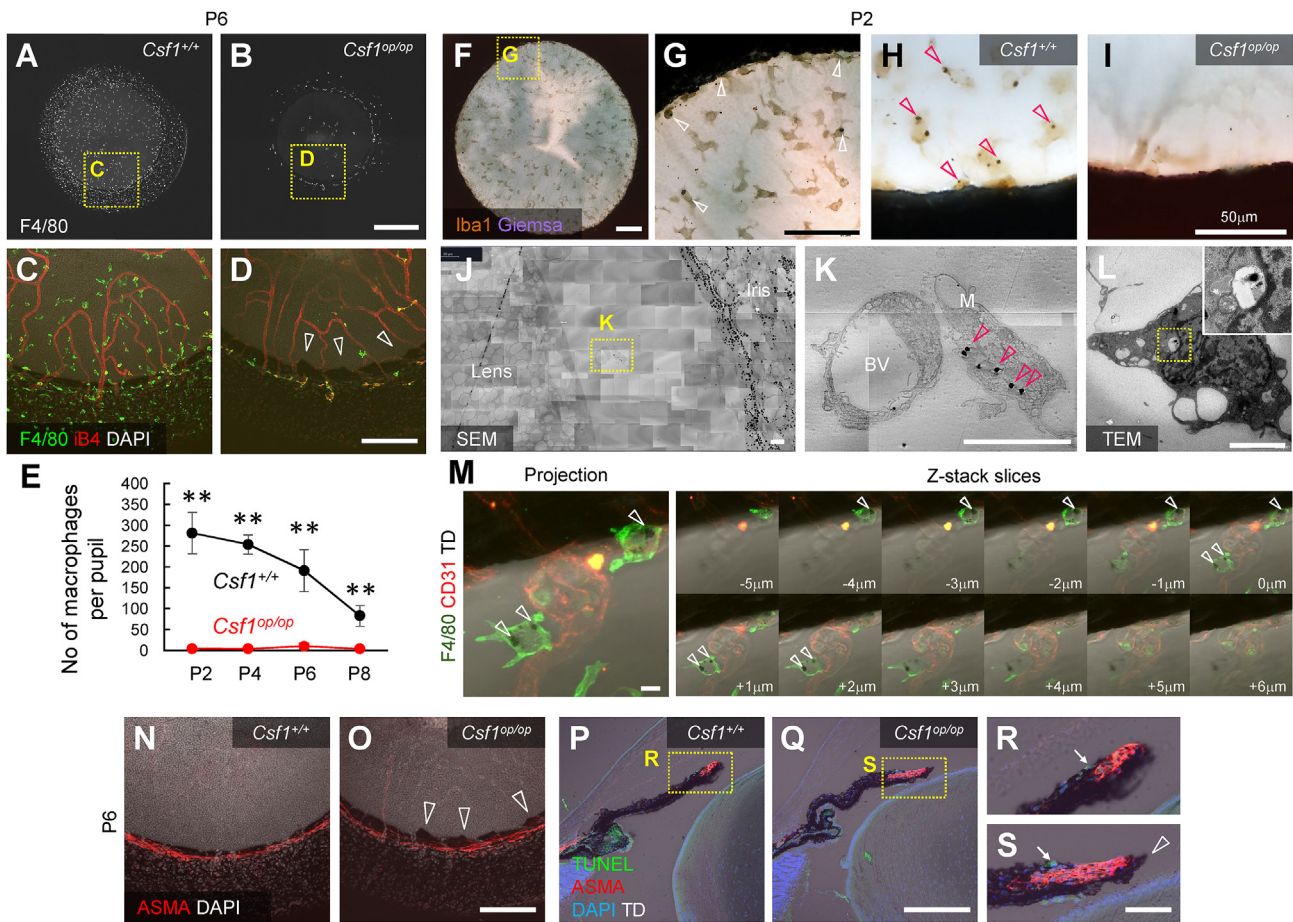 P6
P2
A
Csf1+/+
F4/80
B
Csf1op/op
C
D
F
G
Iba1 Giemsa
G
H
Csf1+/+
I
Csf1op/op
50μm
C
F4/80 iB4 DAPI
D
J
K
Lens
Iris
SEM
K
M
BV
L
TEM
E
No of macrophages
per pupil
400
350
300
250
200
150
100
50
0
**
**
**
**
Csf1+/+
Csf1op/op
P2
P4
P6
P8
M
Projection
Z-stack slices
F4/80 CD31 TD
-5μm
-4μm
-3μm
-2μm
-1μm
0μm
+1μm
+2μm
+3μm
+4μm
+5μm
+6μm
P6
N
Csf1+/+
ASMA DAPI
O
Csf1op/op
P
Csf1+/+
R
TUNEL
ASMA
DAPI TD
Q
Csf1op/op
S
R
S